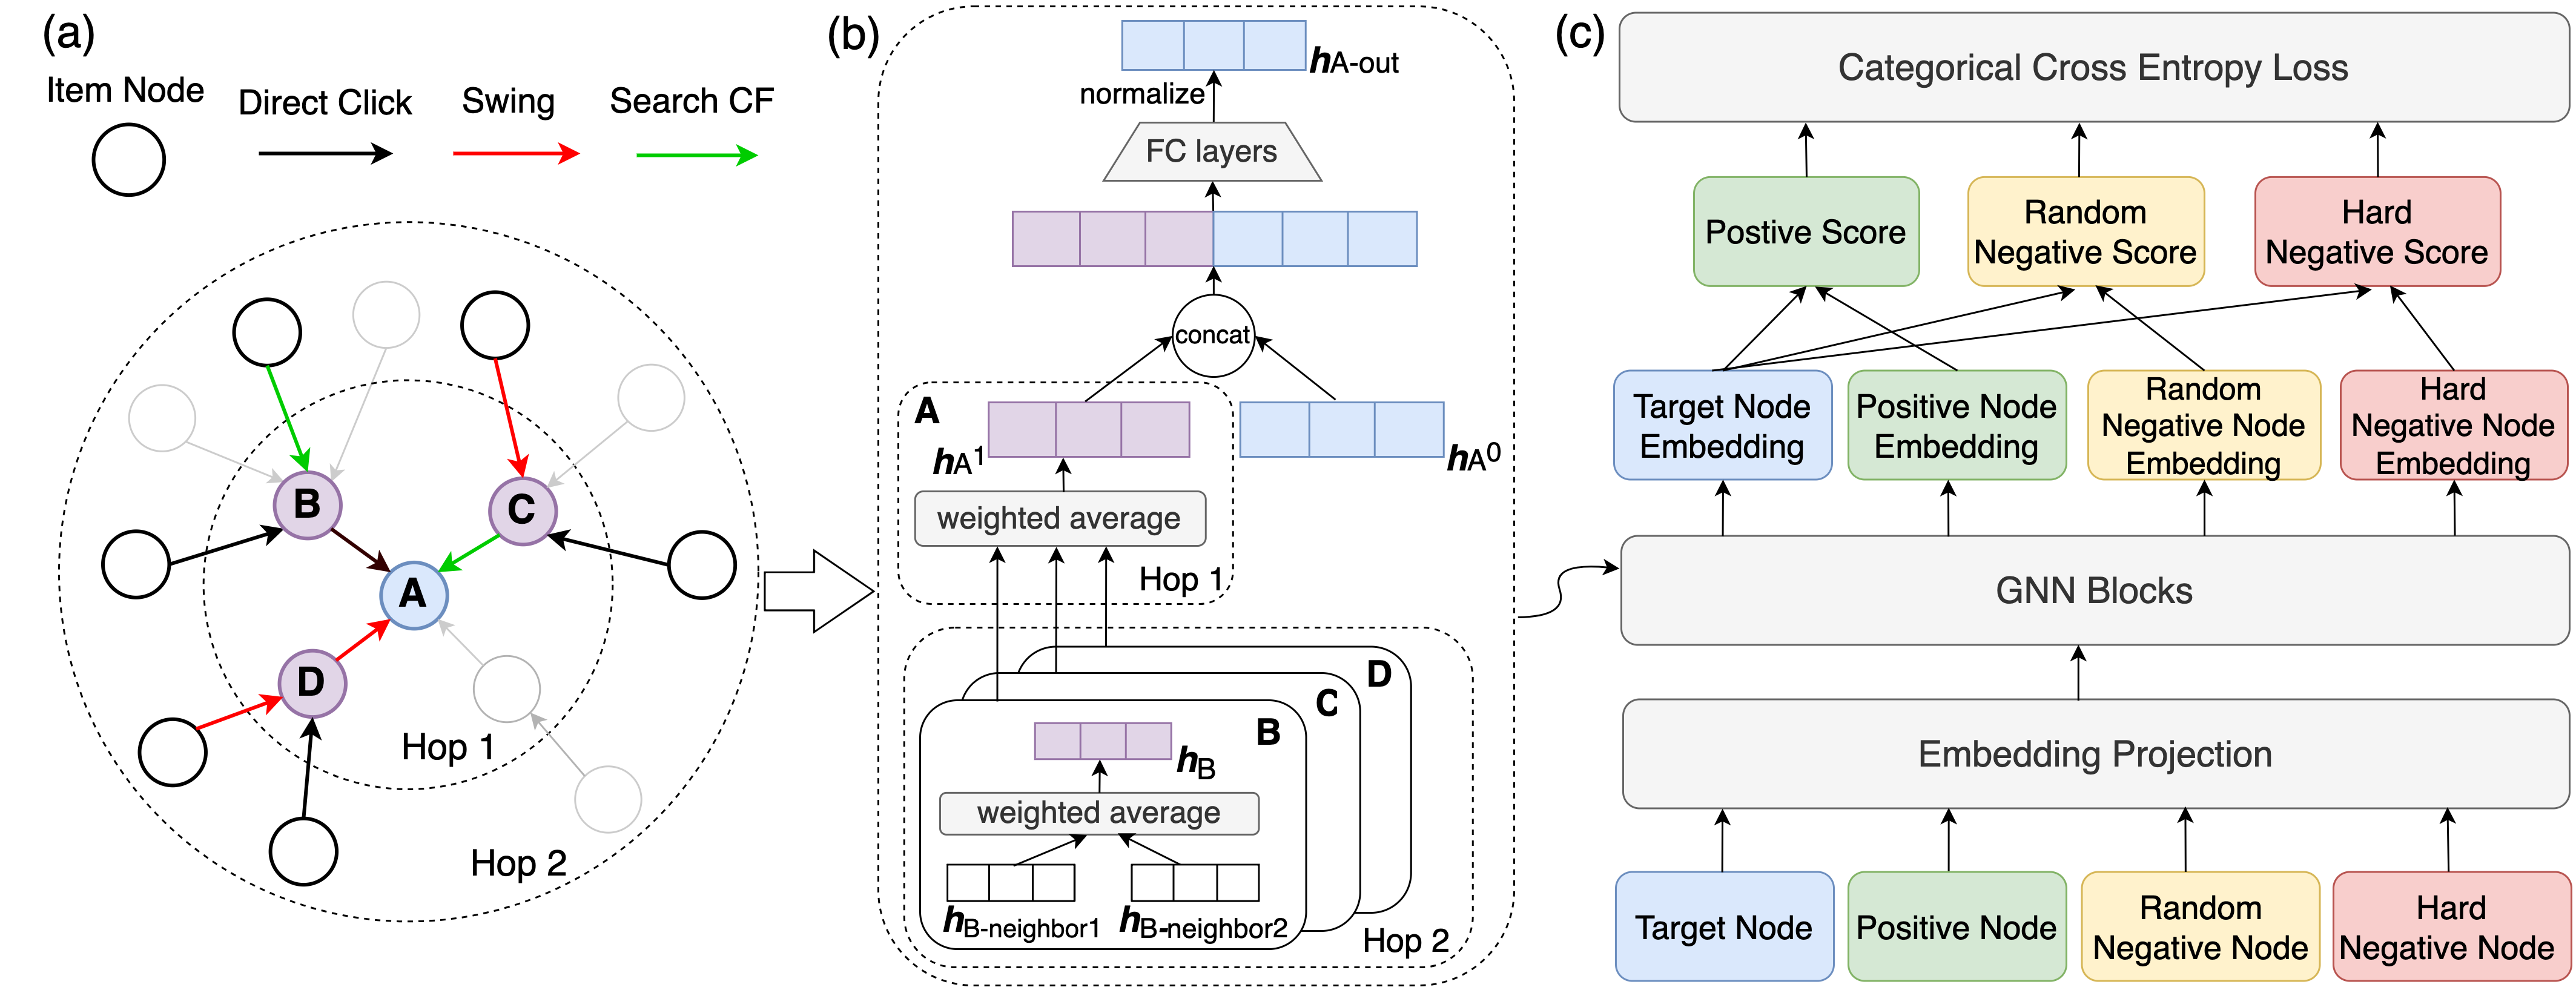 (a)
Item Node
Direct Click
Swing
Search CF
B
C
A
D
Hop 1
Hop 2
(b)
hA-out
normalize
FC layers
concat
A
hA1
hA0
weighted average
Hop 1
D
C
B
hB
weighted average
hB-neighbor1
hB-neighbor2
Hop 2
(c)
Categorical Cross Entropy Loss
Postive Score
Random
Negative Score
Hard
Negative Score
Target Node
Embedding
Positive Node
Embedding
Random
Negative Node
Embedding
Hard
Negative Node
Embedding
GNN Blocks
Embedding Projection
Target Node
Positive Node
Random
Negative Node
Hard
Negative Node